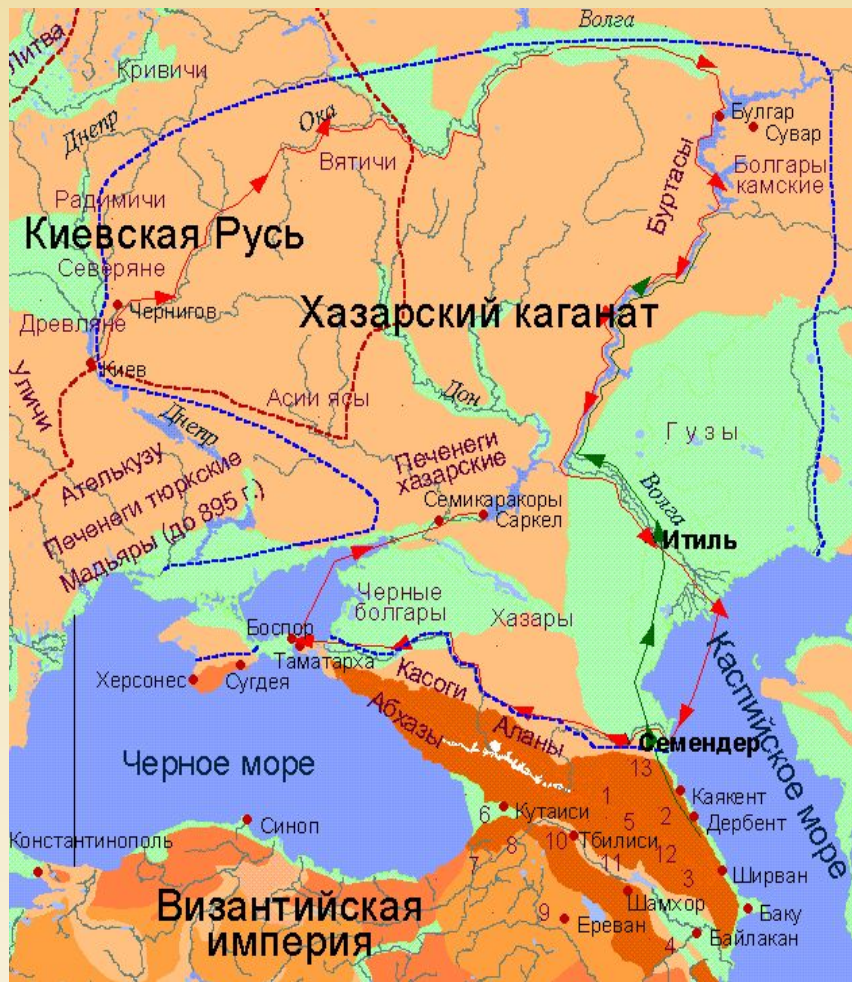 Волга
Литва
Кривичи
Днепр
Ока
Булгар
Сувар
Вятичи
Буртасы
Болгары
камские
Радимичи
Киевская Русь
Северяне
Чернигов
Хазарский каганат
Древляне
Киев
Уличи
Асии ясы
Дон
Гузы
Днепр
Ателькузу
Печенеги тюркские
Мадьяры (до 895 г.)
Печенеги
хазарские
Семикаракоры
Саркел
Волга
Итиль
Черные
болгары
Хазары
Боспор
Таматарха
Херсонес
Сугдея
Касоги
Абхазы
Аланы
Семендер
Каспийское море
Черное море
13
1
Каякент
6
Кутаиси
5
2
Дербент
Константинополь
Синоп
7
8
10
Тбилиси
11
12
3
Ширван
Шамхор
Византийская
империя
9
Ереван
4
Байлакан
Баку